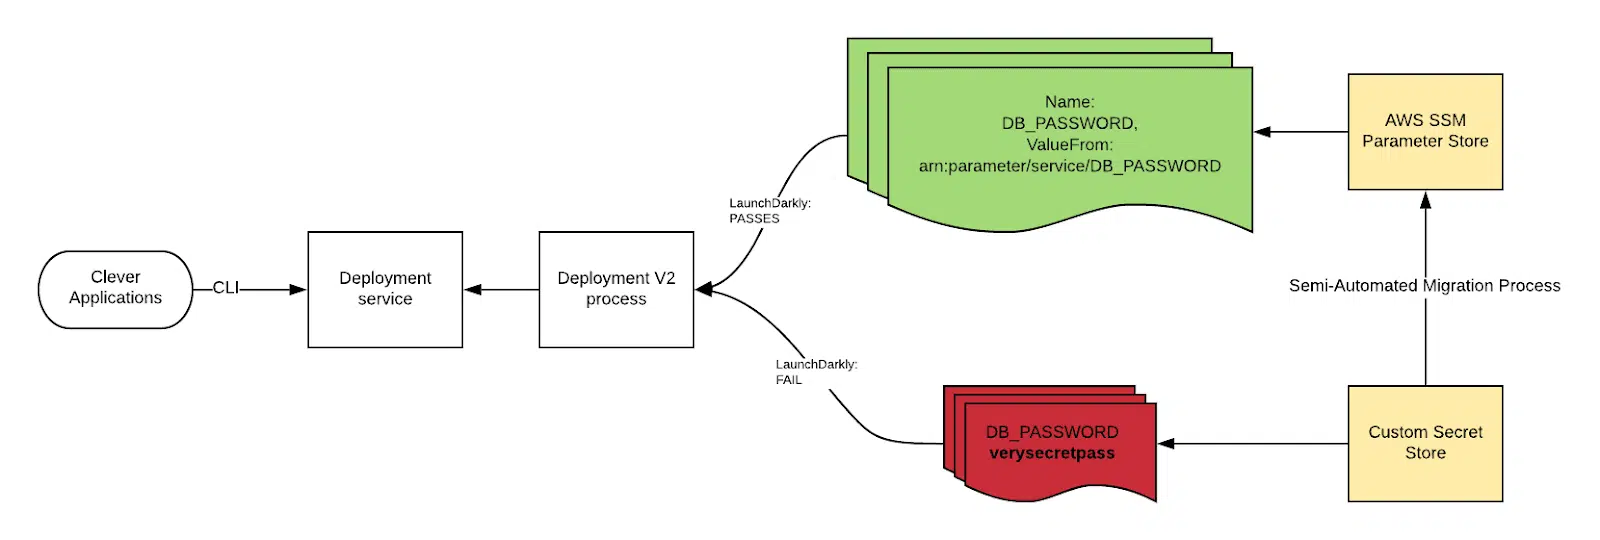 Name:
DB_PASSWORD,
ValueFrom:
arn:parameter/service/DB_PASSWORD
AWS SSM
Parameter Store
LaunchDarkly:
PASSES
Clever
Applications
CLI
Deployment
service
Deployment V2
process
Semi-Automated Migration Process
LaunchDarkly:
FAIL
DB_PASSWORD
verysecretpass
Custom Secret
Store